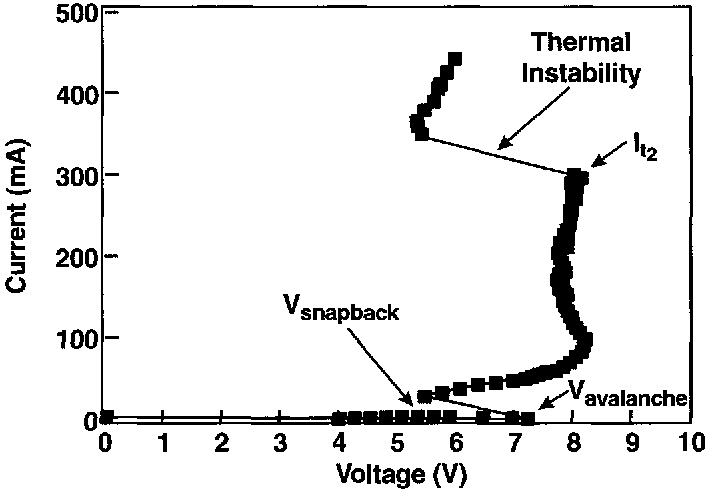 500
400
300
200
100
0
Current (mA)
Thermal
Instability
It2
Vsnapback
Vavalanche
0 1 2 3 4 5 6 7 8 9 10
Voltage (V)